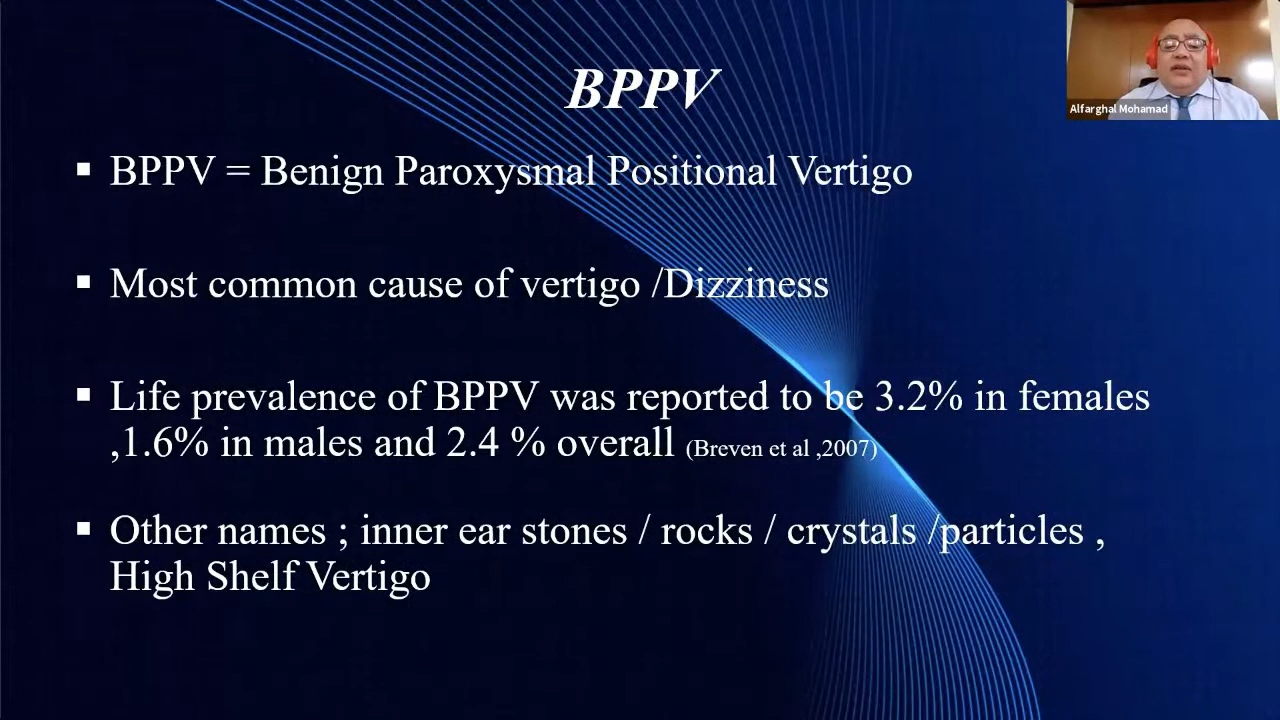 BPPV
Alfarghal Mohamad
▪ BPPV = Benign Paroxysmal Positional Vertigo
▪ Most common cause of vertigo /Dizziness
▪ Life prevalence of BPPV was reported to be 3.2% in females
,1.6% in males and 2.4 % overall (Breven et al ,2007)
▪ Other names ; inner ear stones / rocks / crystals /particles ,
High Shelf Vertigo